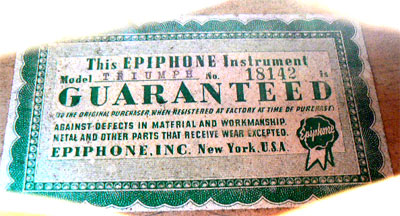 This EPIPHONE Instrument
Model TRIUMPH No. 18142 Is
GUARANTEED
(TO THE ORIGINAL PURCHASER, WHEN REGISTERED AT FACTORY AT TIME OF PURCHASE)
AGAINST DEFECTS IN MATERIAL AND WORKMANSHIP.
METAL AND OTHER PARTS THAT RECEIVE WEAR EXCEPTED.
EPIPHONE, INC. New York, U.S.A.
Epiphone